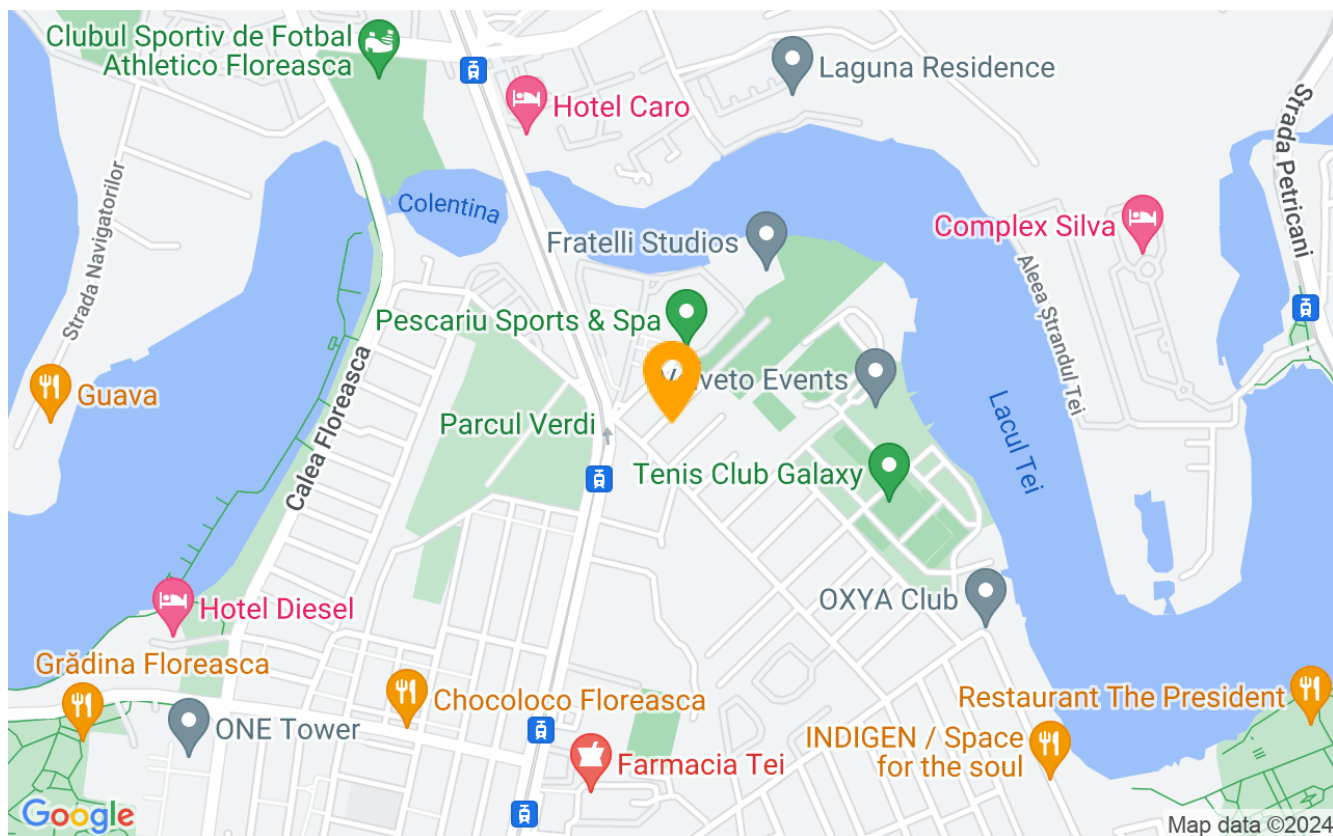 Clubul Sportiv de Fotbal
Athletico Floreasca
Laguna Residence
Hotel Caro
Strada Petricani
Colentina
Strada Navigatorilor
Fratelli Studios
Complex Silva
Aleea Ștrandul Tei
Pescariu Sports & Spa
Guava
Calea Floreasca
Events
Parcul Verdi
Lacul Tei
Tenis Club Galaxy
Hotel Diesel
OXYA Club
Grădina Floreasca
Chocoloco Floreasca
Restaurant The President
ONE Tower
INDIGEN / Space
for the soul
Farmacia Tei
Google
Map data ©2024